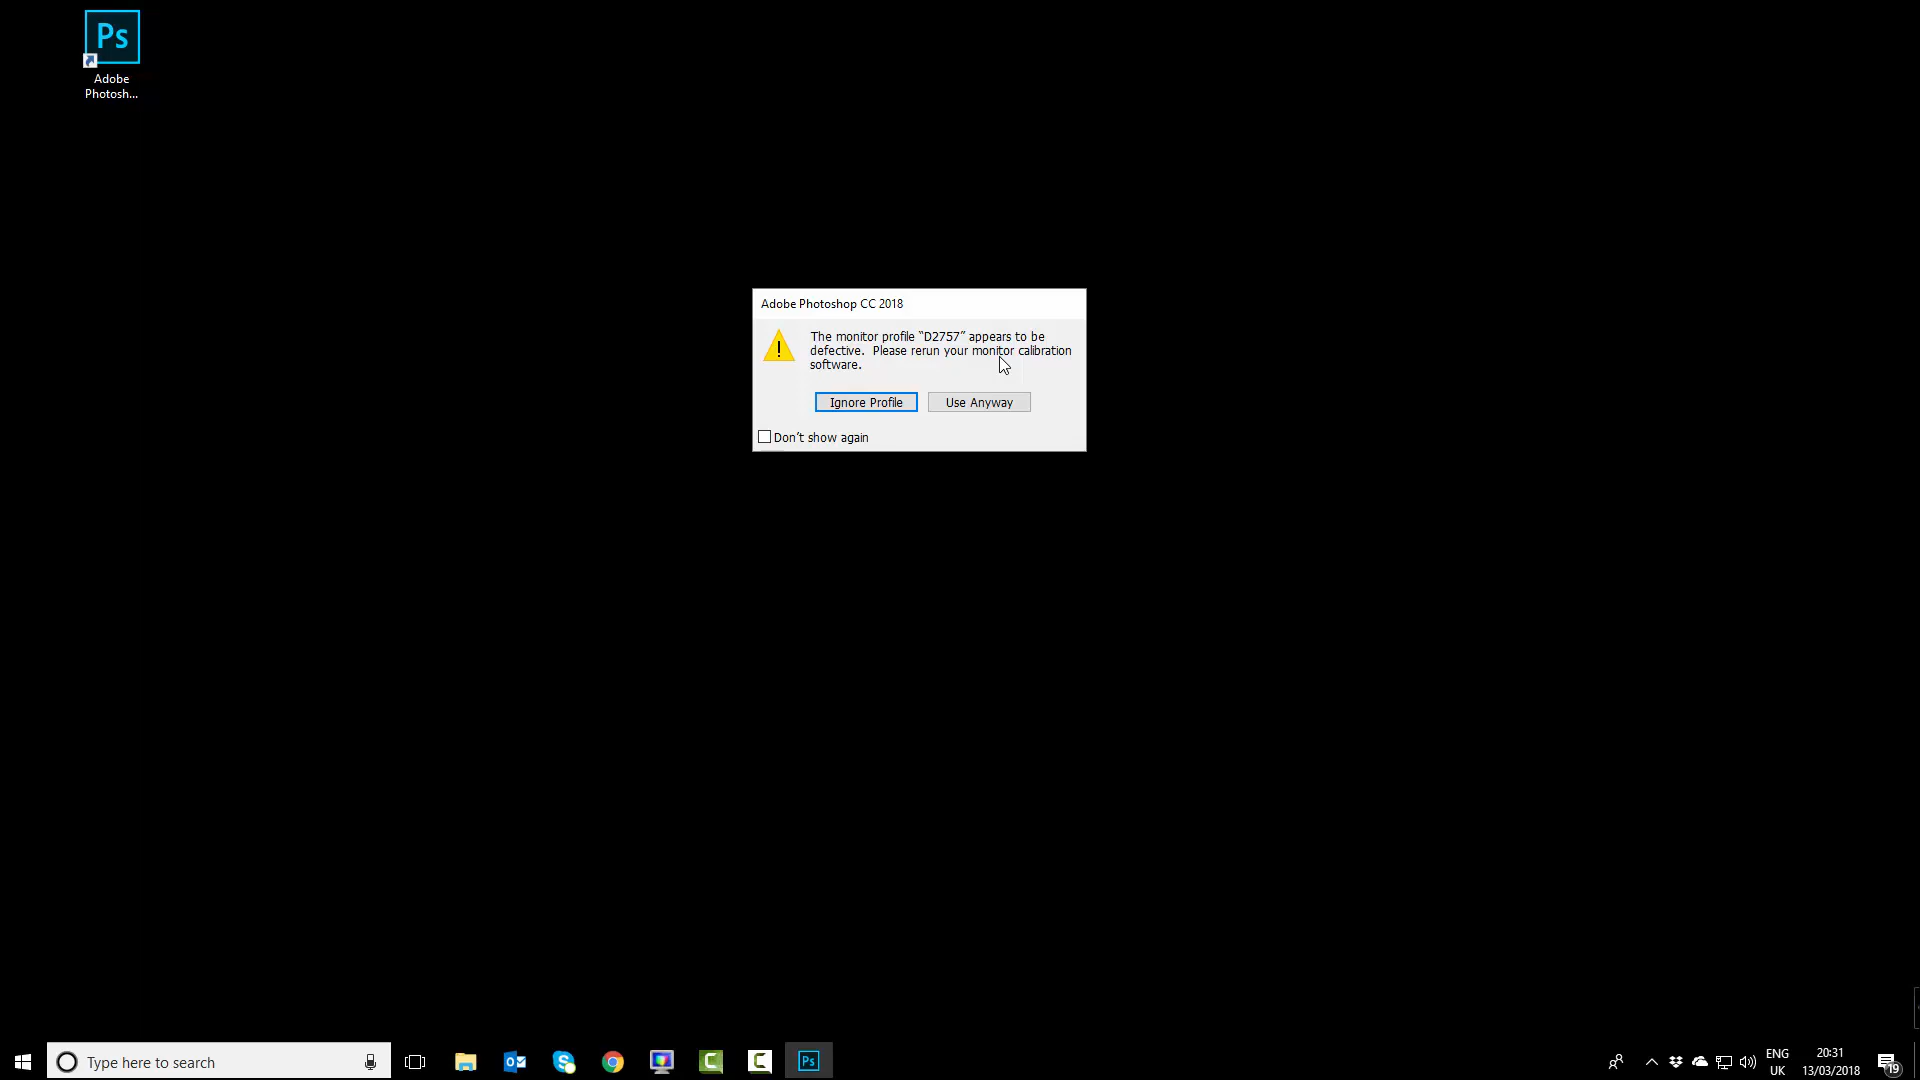 Ps
Adobe
Photosh...
Adobe Photoshop CC 2018
!
The monitor profile “D2757” appears to be
defective.  Please rerun your monitor calibration
software.
Ignore Profile
Use Anyway
Don’t show again
Type here to search
Ps
ENG
UK
20:31
13/03/2018
19